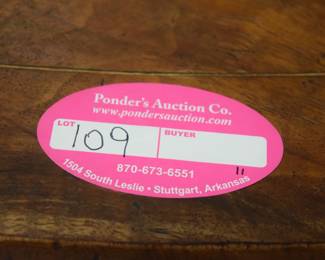 Ponder's Auction Co.
www.pondersauction.com
LOT 109 BUYER
870-673-6551
"
1504 South Leslie • Stuttgart, Arkansas